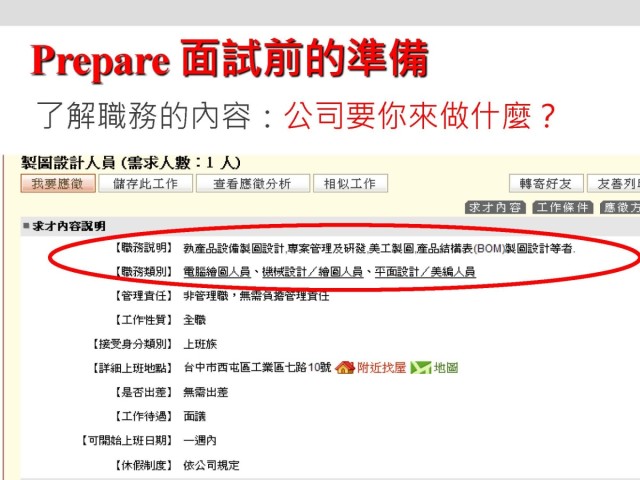 Prepare 面試前的準備
了解職務的內容：公司要你來做什麼？
製圖設計人員 (需求人數：1 人)
我要應徵 儲存此工作 查看應徵分析 相似工作 轉寄好友 友善列
求才內容 工作條件 應徵方
■求才內容說明
【職務說明】 孰產品設備製圖設計,專案管理及研發,美工製圖,產品結構表(BOM)製圖設計等者.
【職務類別】 電腦繪圖人員、機械設計／繪圖人員、平面設計／美編人員
【管理責任】 非管理職，無需負擔管理責任
【工作性質】 全職
【接受身分類別】 上班族
【詳細上班地點】 台中市西屯區工業區七路10號 附近找屋 地圖
【是否出差】 無需出差
【工作待遇】 面議
【可開始上班日期】 一週內
【休假制度】 依公司規定